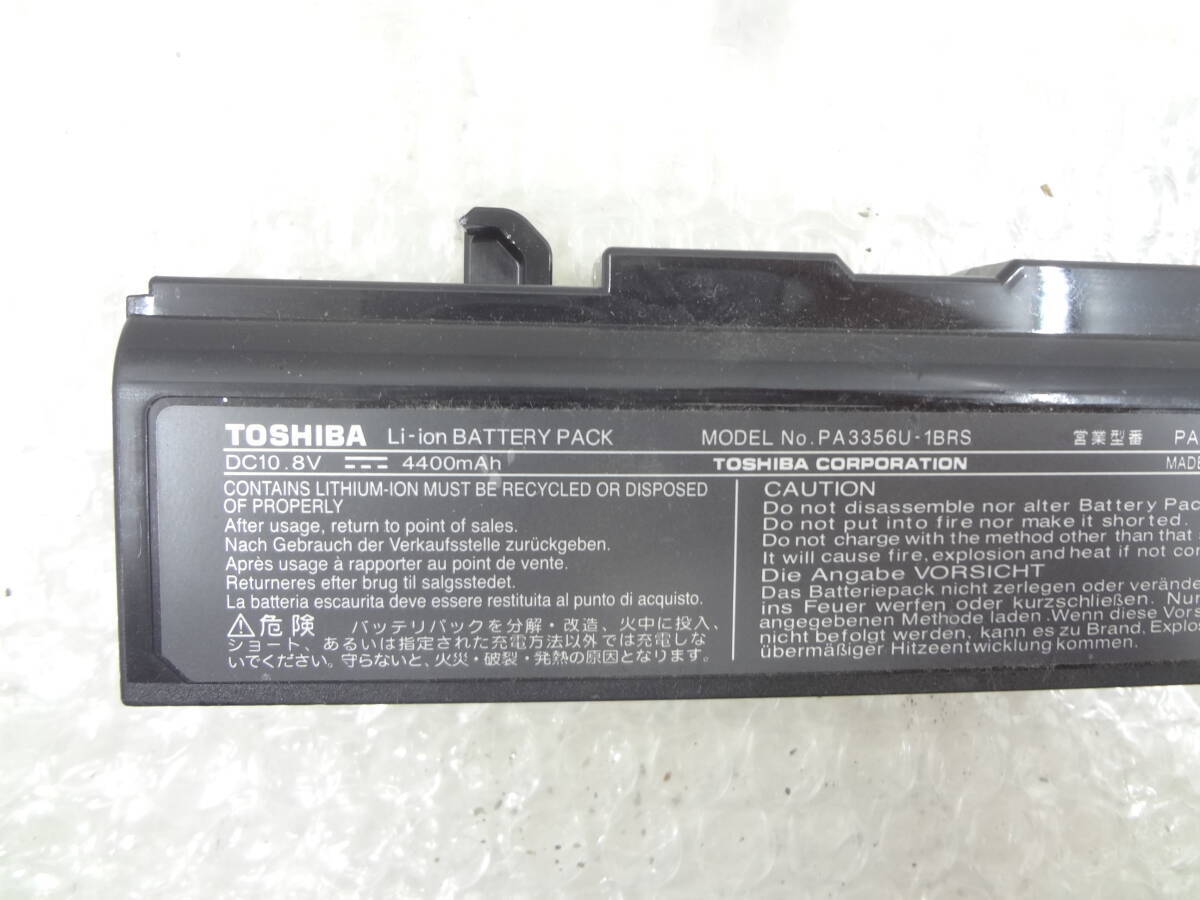 TOSHIBA Li-ion BATTERY PACK MODEL No. PA3356U-1BRS 営業型番 PA
DC10.8V 4400mAh TOSHIBA CORPORATION MADE
CONTAINS LITHIUM-ION MUST BE RECYCLED OR DISPOSED
OF PROPERLY
After usage, return to point of sales.
Nach Gebrauch der Verkaufsstelle zurückgeben.
Après usage à rapporter au point de vente.
Returneres efter brug til salgsstedet.
La batteria escaurita deve essere restituita al punto di acquisto.
⚠危険 バッテリパックを分解・改造、火中に投入、
ショート、あるいは指定された充電方法以外では充電しな
いでください。守らないと、火災・破裂・発熱の原因となります。
CAUTION
Do not disassemble nor alter Battery Pac
Do not put into fire nor make it shorted.
Do not charge with the method other than that
It will cause fire, explosion and heat if not co
Die Angabe VORSICHT
Das Batteriepack nicht zerlegen oder verände
ins Feuer werfen oder kurzschließen. Nur
angegebenen Methode laden. Wenn diese Vors
nicht befolgt werden, kann es zu Brand, Explos
übermäßiger Hitzeentwicklung kommen.